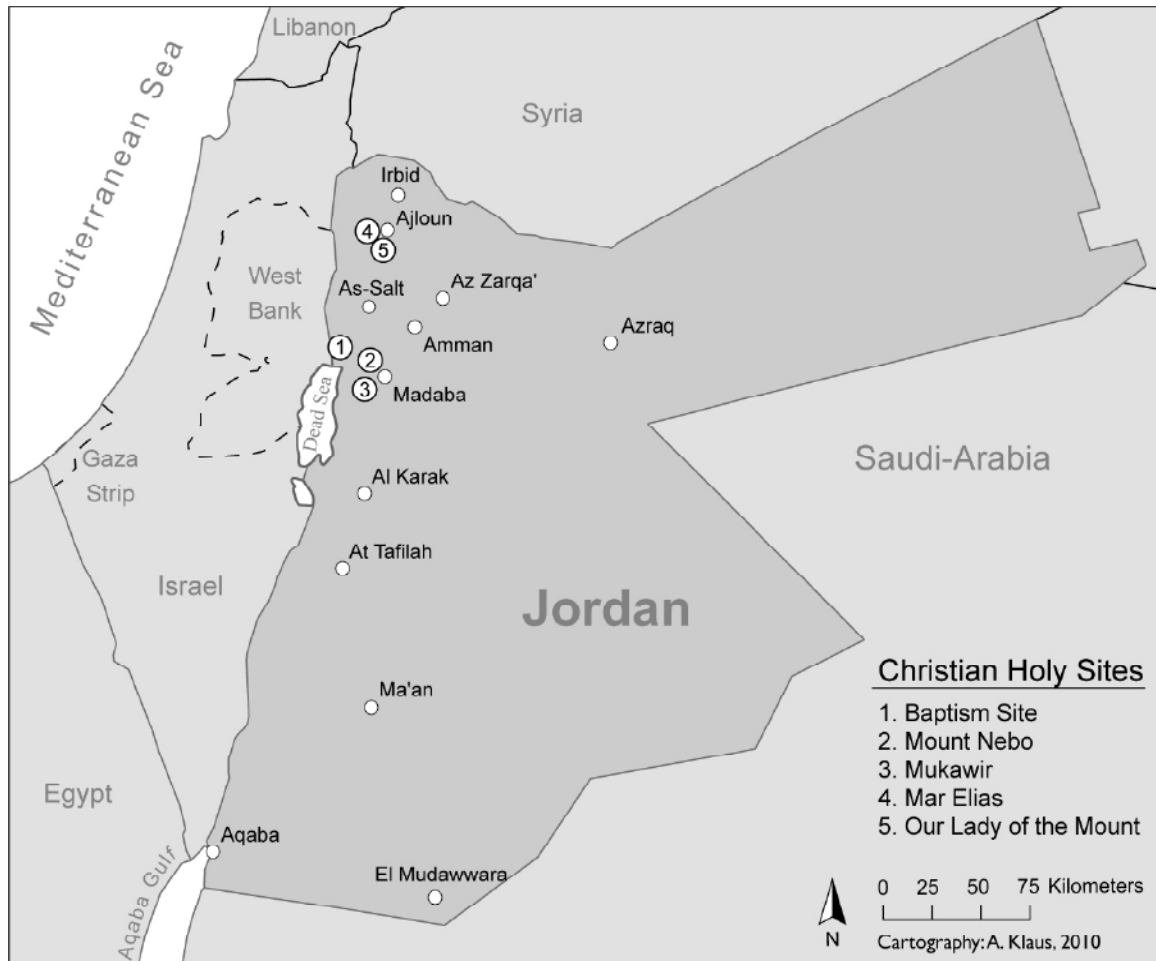 Libanon
Mediterranean Sea
Syria
Irbid
Ajloun
4
5
West
Bank
As-Salt
Az Zarqa'
Amman
Azraq
1
2
3
Madaba
Dead Sea
Gaza
Strip
Saudi-Arabia
Al Karak
At Tafilah
Israel
Jordan
Ma'an
Egypt
Aqaba
El Mudawwara
Aqaba Gulf
Christian Holy Sites
1. Baptism Site
2. Mount Nebo
3. Mukawir
4. Mar Elias
5. Our Lady of the Mount
0 25 50 75 Kilometers
N
Cartography: A. Klaus, 2010